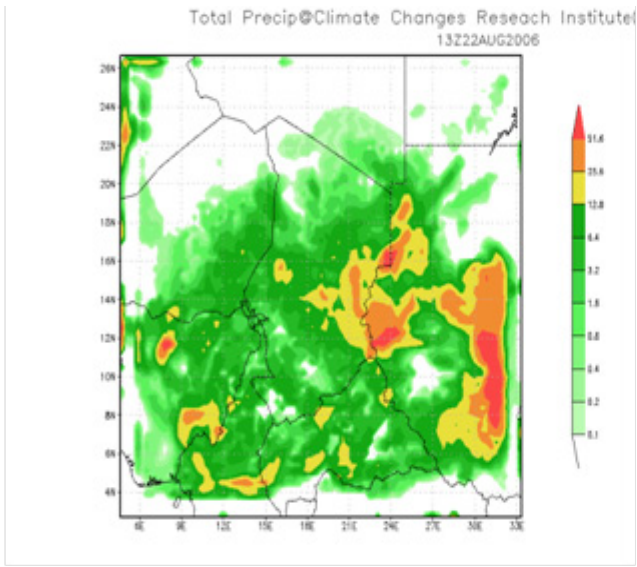 Total Precip@Climate Changes Reseach Institute
13Z22AUG2006
26N
24N
22N
20N
18N
16N
14N
12N
10N
8N
6N
4N
6E 9E 12E 15E 18E 21E 24E 27E 30E 33E
51.6
25.6
12.8
6.4
3.2
1.6
0.8
0.4
0.2
0.1